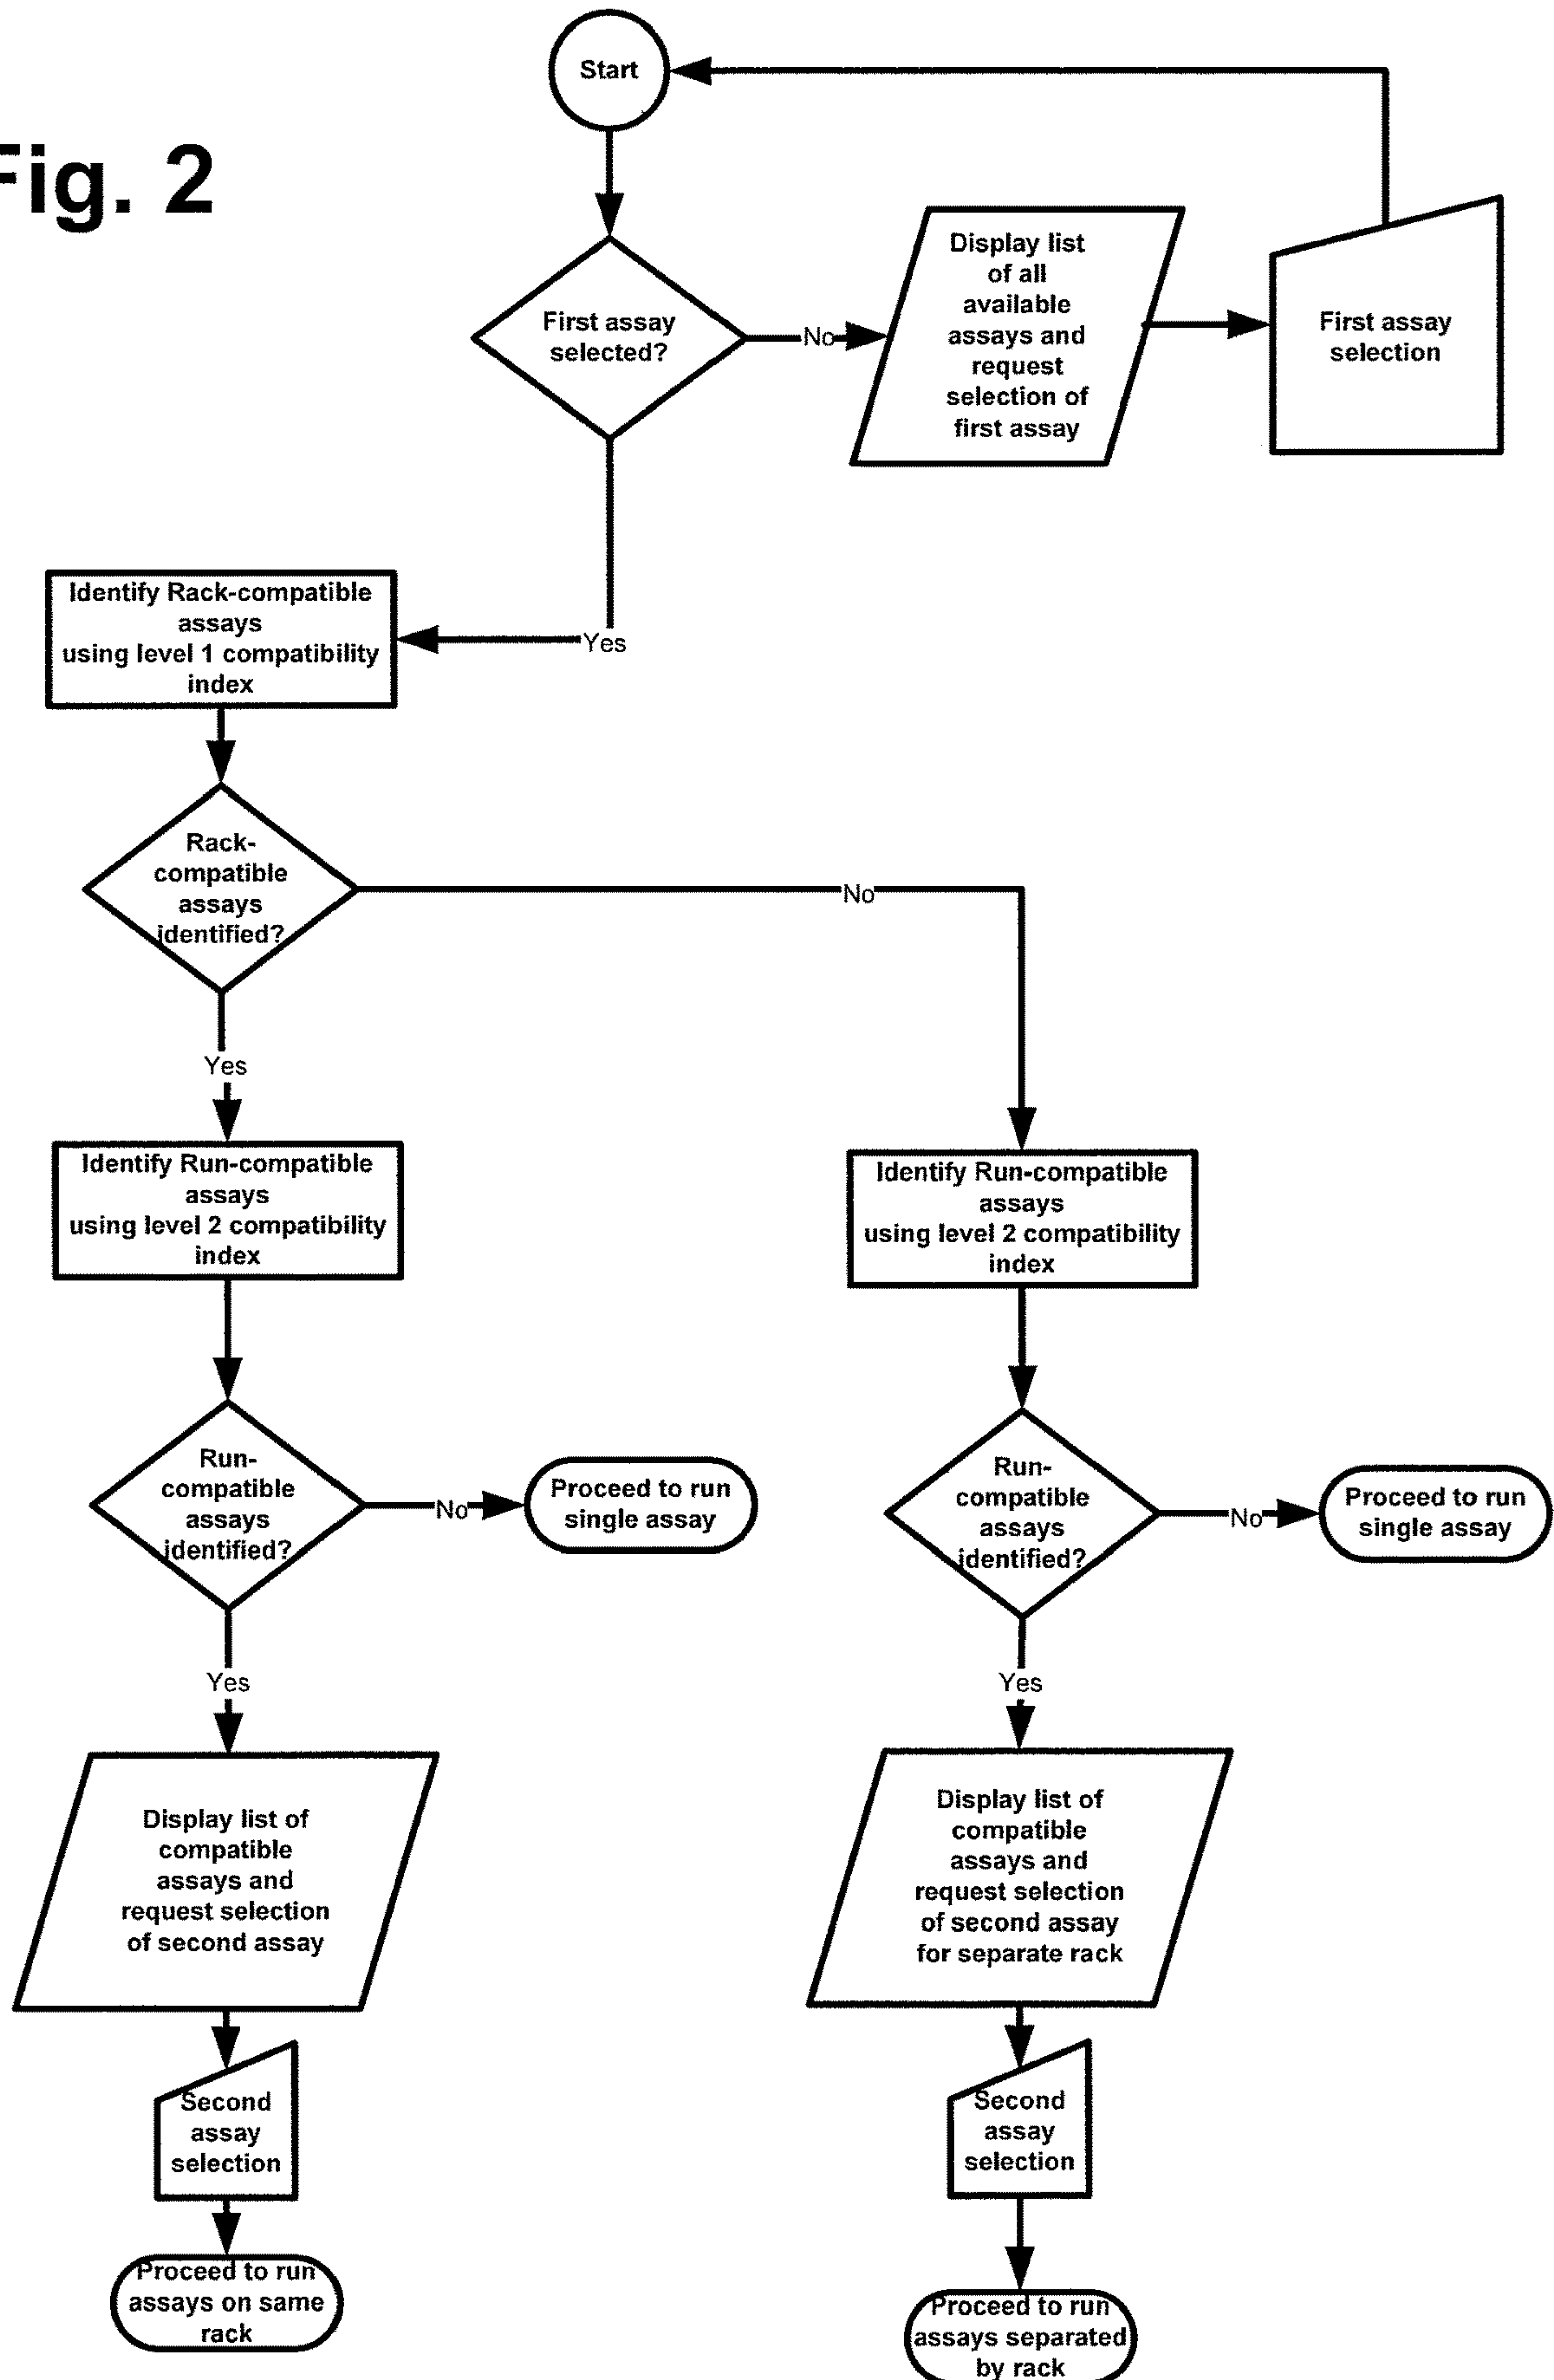 Start
Fig. 2
First assay
selected?
No
Display list
of all
available
assays and
request
selection of
first assay
First assay
selection
Yes
Identify Rack-compatible
assays
using level 1 compatibility
index
Rack-
compatible
assays
identified?
No
Yes
Identify Run-compatible
assays
using level 2 compatibility
index
Identify Run-compatible
assays
using level 2 compatibility
index
Run-
compatible
assays
identified?
No
Proceed to run
single assay
Run-
compatible
assays
identified?
No
Proceed to run
single assay
Yes
Yes
Display list of
compatible
assays and
request selection
of second assay
Display list of
compatible
assays and
request selection
of second assay
for separate rack
Second
assay
selection
Second
assay
selection
Proceed to run
assays on same
rack
Proceed to run
assays separated
by rack